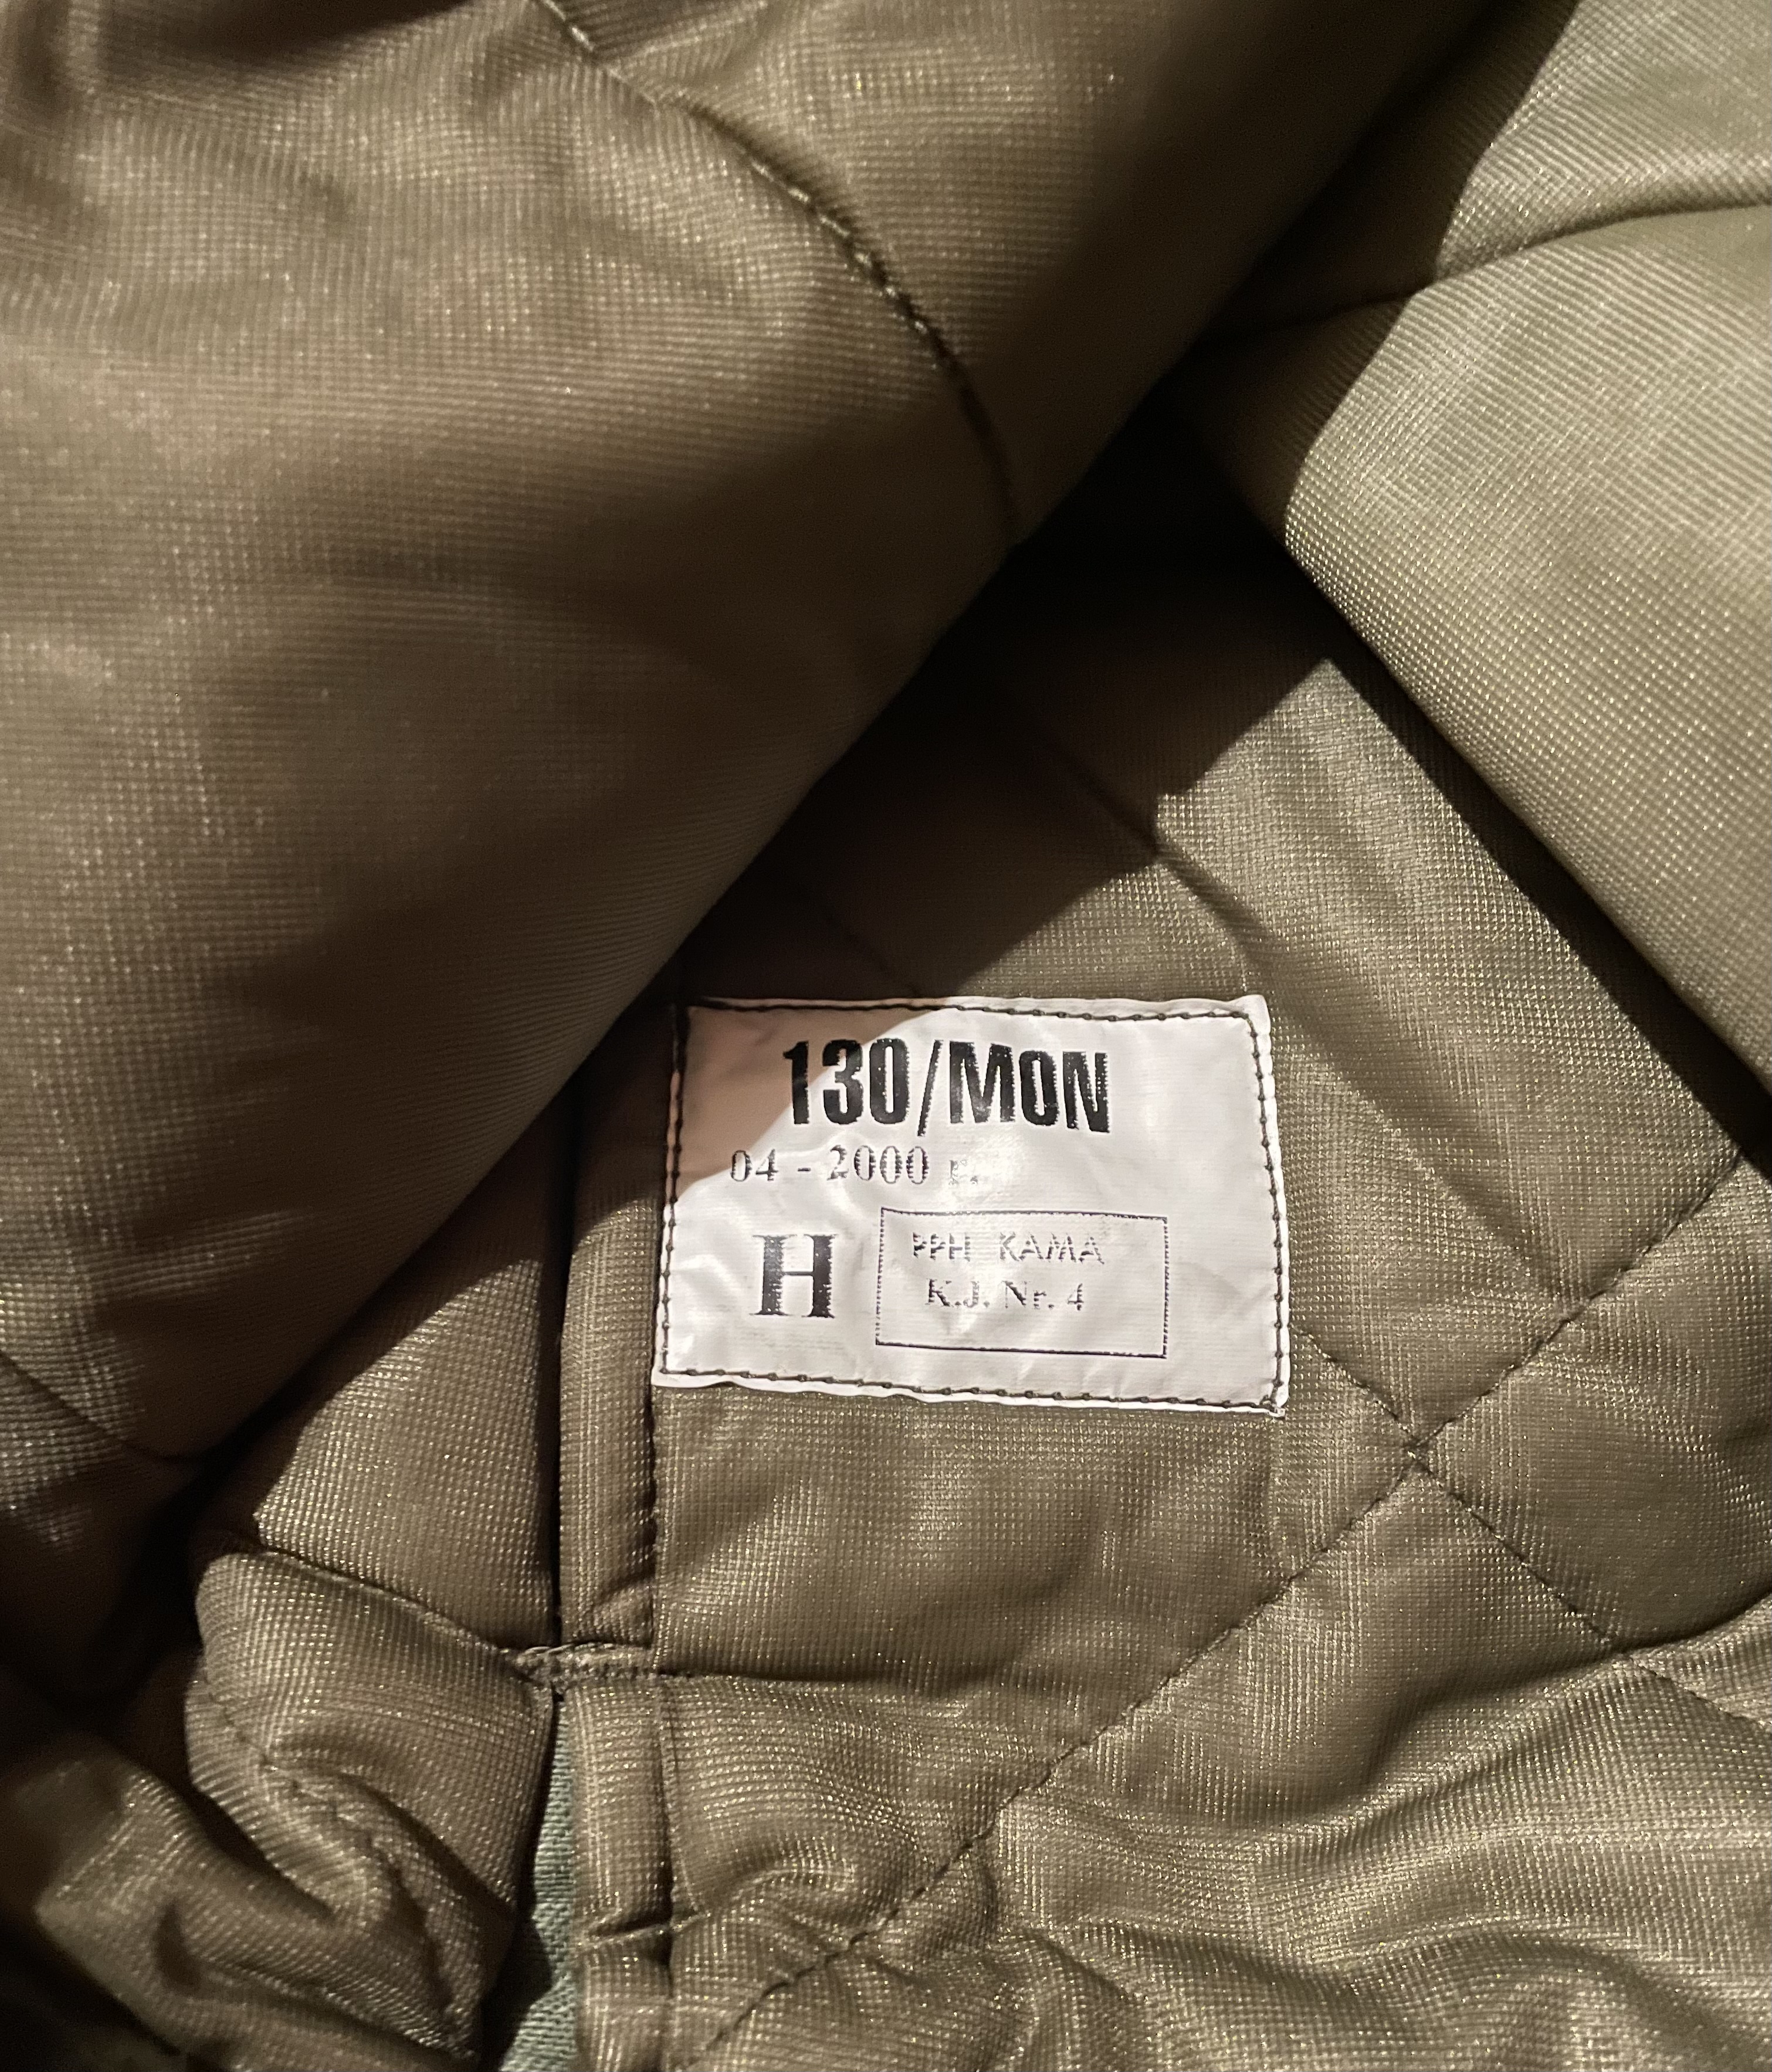 130/MON
04 - 2000 r.
H
PPH KAMA
K.J. Nr. 4